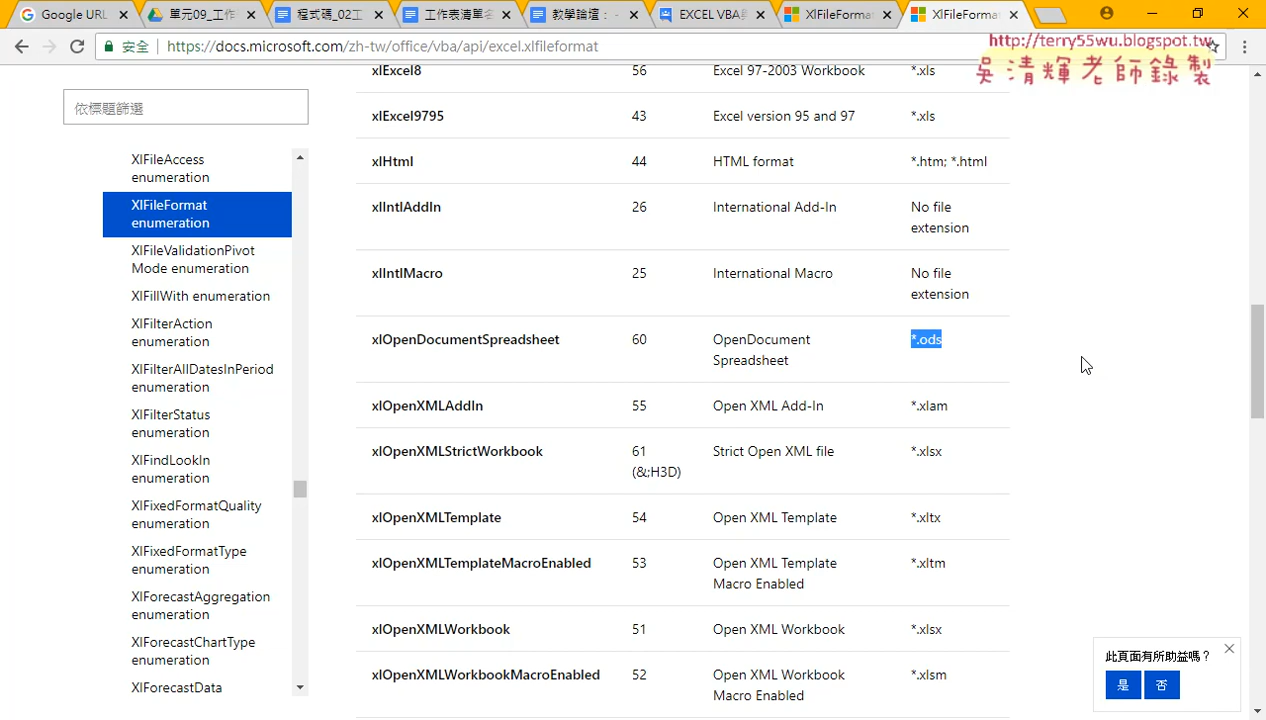 Google URL
單元09_工作
程式碼_02工
工作表清單名
教學論壇：
EXCEL VBA
XlFileForma
XlFileForma
安全
https://docs.microsoft.com/zh-tw/office/vba/api/excel.xlfileformat
http://terry55wu.blogspot.tw
吳清輝老師錄製
依標題篩選
XlFileAccess
enumeration
XlFileFormat
enumeration
XlFileValidationPivot
Mode enumeration
XlFillWith enumeration
XlFilterAction
enumeration
XlFilterAllDatesInPeriod
enumeration
XlFilterStatus
enumeration
XlFindLookIn
enumeration
XlFixedFormatQuality
enumeration
XlFixedFormatType
enumeration
XlForecastAggregation
enumeration
XlForecastChartType
enumeration
XlForecastData
xlExcel8 56 Excel 97-2003 Workbook *.xls
xlExcel9795 43 Excel version 95 and 97 *.xls
xlHtml 44 HTML format *.htm; *.html
xlIntlAddIn 26 International Add-In No file
extension
xlIntlMacro 25 International Macro No file
extension
xlOpenDocumentSpreadsheet 60 OpenDocument *.ods
Spreadsheet
xlOpenXMLAddIn 55 Open XML Add-In *.xlam
xlOpenXMLStrictWorkbook 61 Strict Open XML file *.xlsx
(&;H3D)
xlOpenXMLTemplate 54 Open XML Template *.xltx
xlOpenXMLTemplateMacroEnabled 53 Open XML Template *.xltm
Macro Enabled
xlOpenXMLWorkbook 51 Open XML Workbook *.xlsx
xlOpenXMLWorkbookMacroEnabled 52 Open XML Workbook *.xlsm
Macro Enabled
此頁面有所助益嗎？
是 否